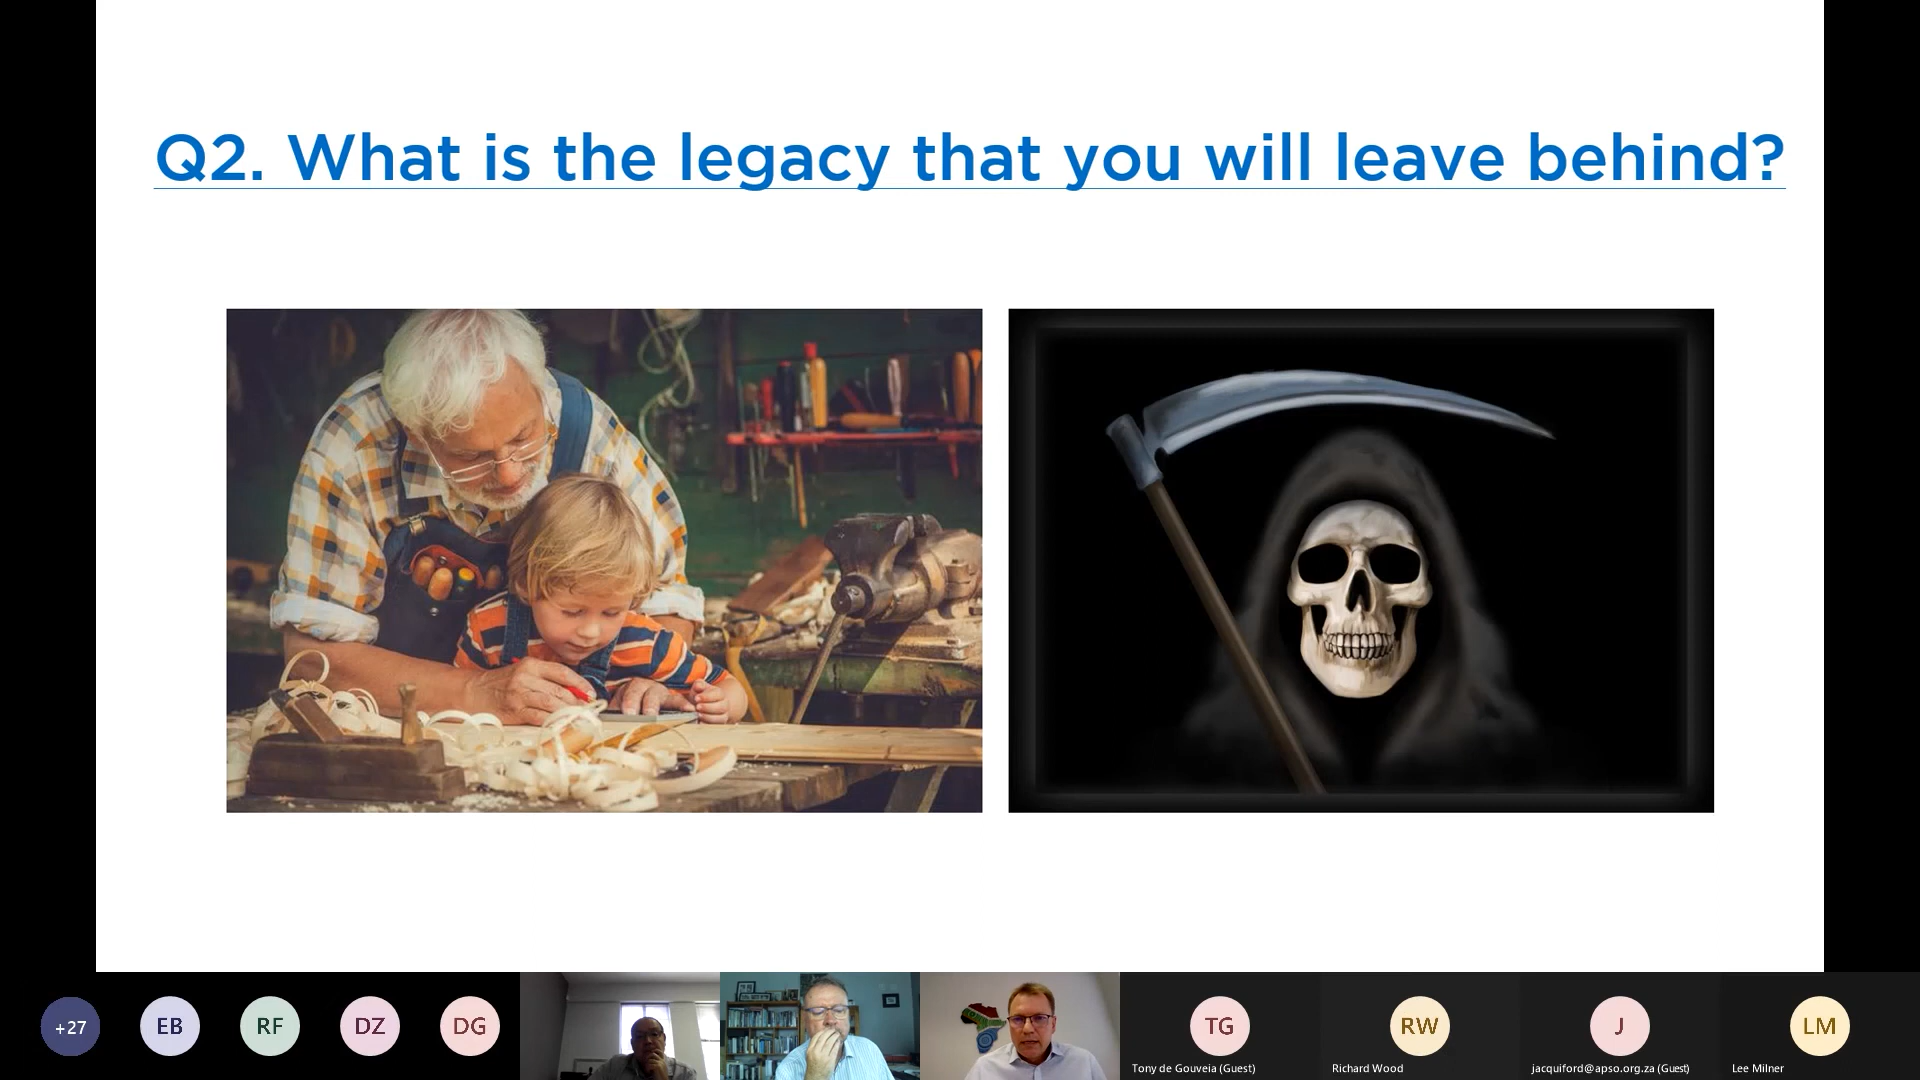 Q2. What is the legacy that you will leave behind?
+27
EB
RF
DZ
DG
TG
RW
J
LM
Tony de Gouveia (Guest)
Richard Wood
jacquiford@apso.org.za (Guest)
Lee Milner